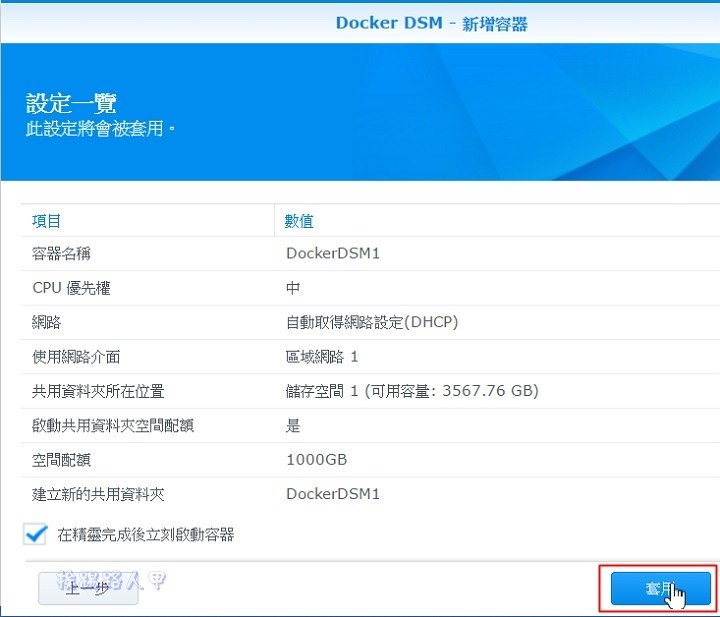 Docker DSM - 新增容器
設定一覽
此設定將會被套用。
項目 數值
容器名稱 DockerDSM1
CPU 優先權 中
網路 自動取得網路設定(DHCP)
使用網路介面 區域網路 1
共用資料夾所在位置 儲存空間 1 (可用容量: 3567.76 GB)
啟動共用資料夾空間配額 是
空間配額 1000GB
建立新的共用資料夾 DockerDSM1
在精靈完成後立刻啟動容器
挨踢路人甲
上一步
套用